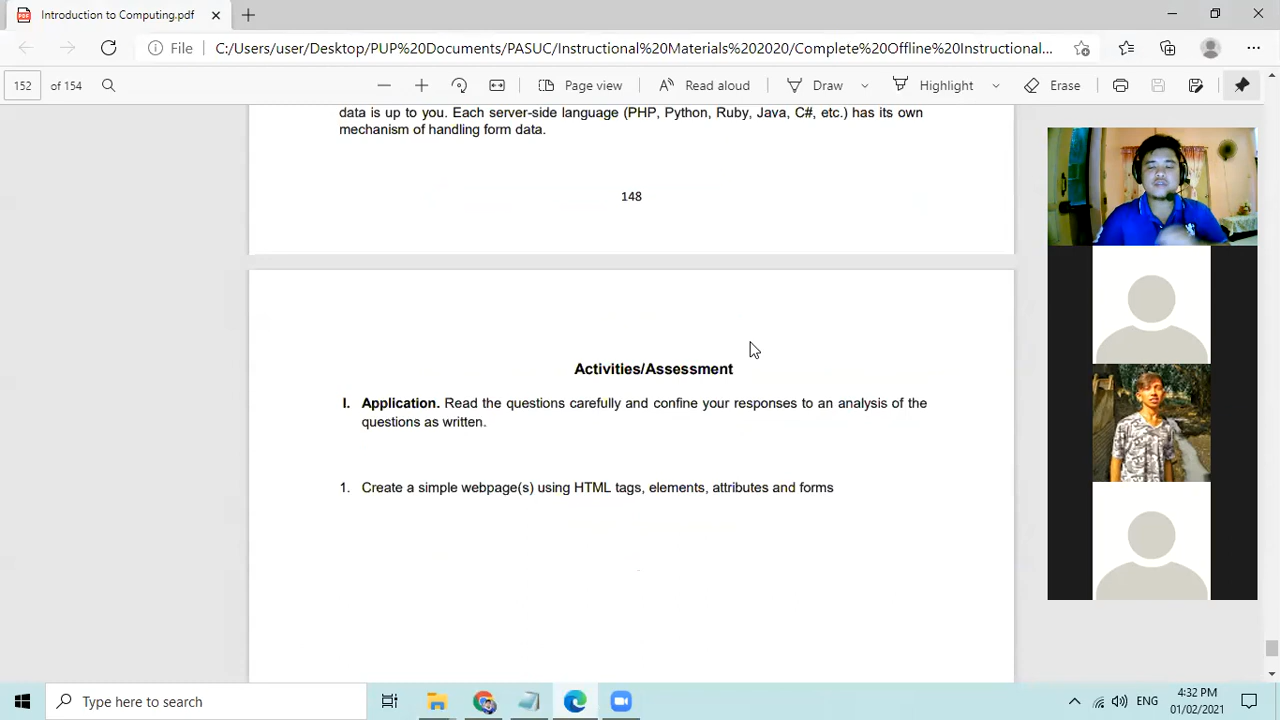 Introduction to Computing.pdf
File
C:/Users/user/Desktop/PUP%20Documents/PASUC/Instructional%20Materials%202020/Complete%20Offline%20Instructional...
152 of 154
Page view
Read aloud
Draw
Highlight
Erase
data is up to you. Each server-side language (PHP, Python, Ruby, Java, C#, etc.) has its own
mechanism of handling form data.
148
Activities/Assessment
I. Application. Read the questions carefully and confine your responses to an analysis of the
questions as written.
1. Create a simple webpage(s) using HTML tags, elements, attributes and forms
Type here to search
ENG
4:32 PM
01/02/2021